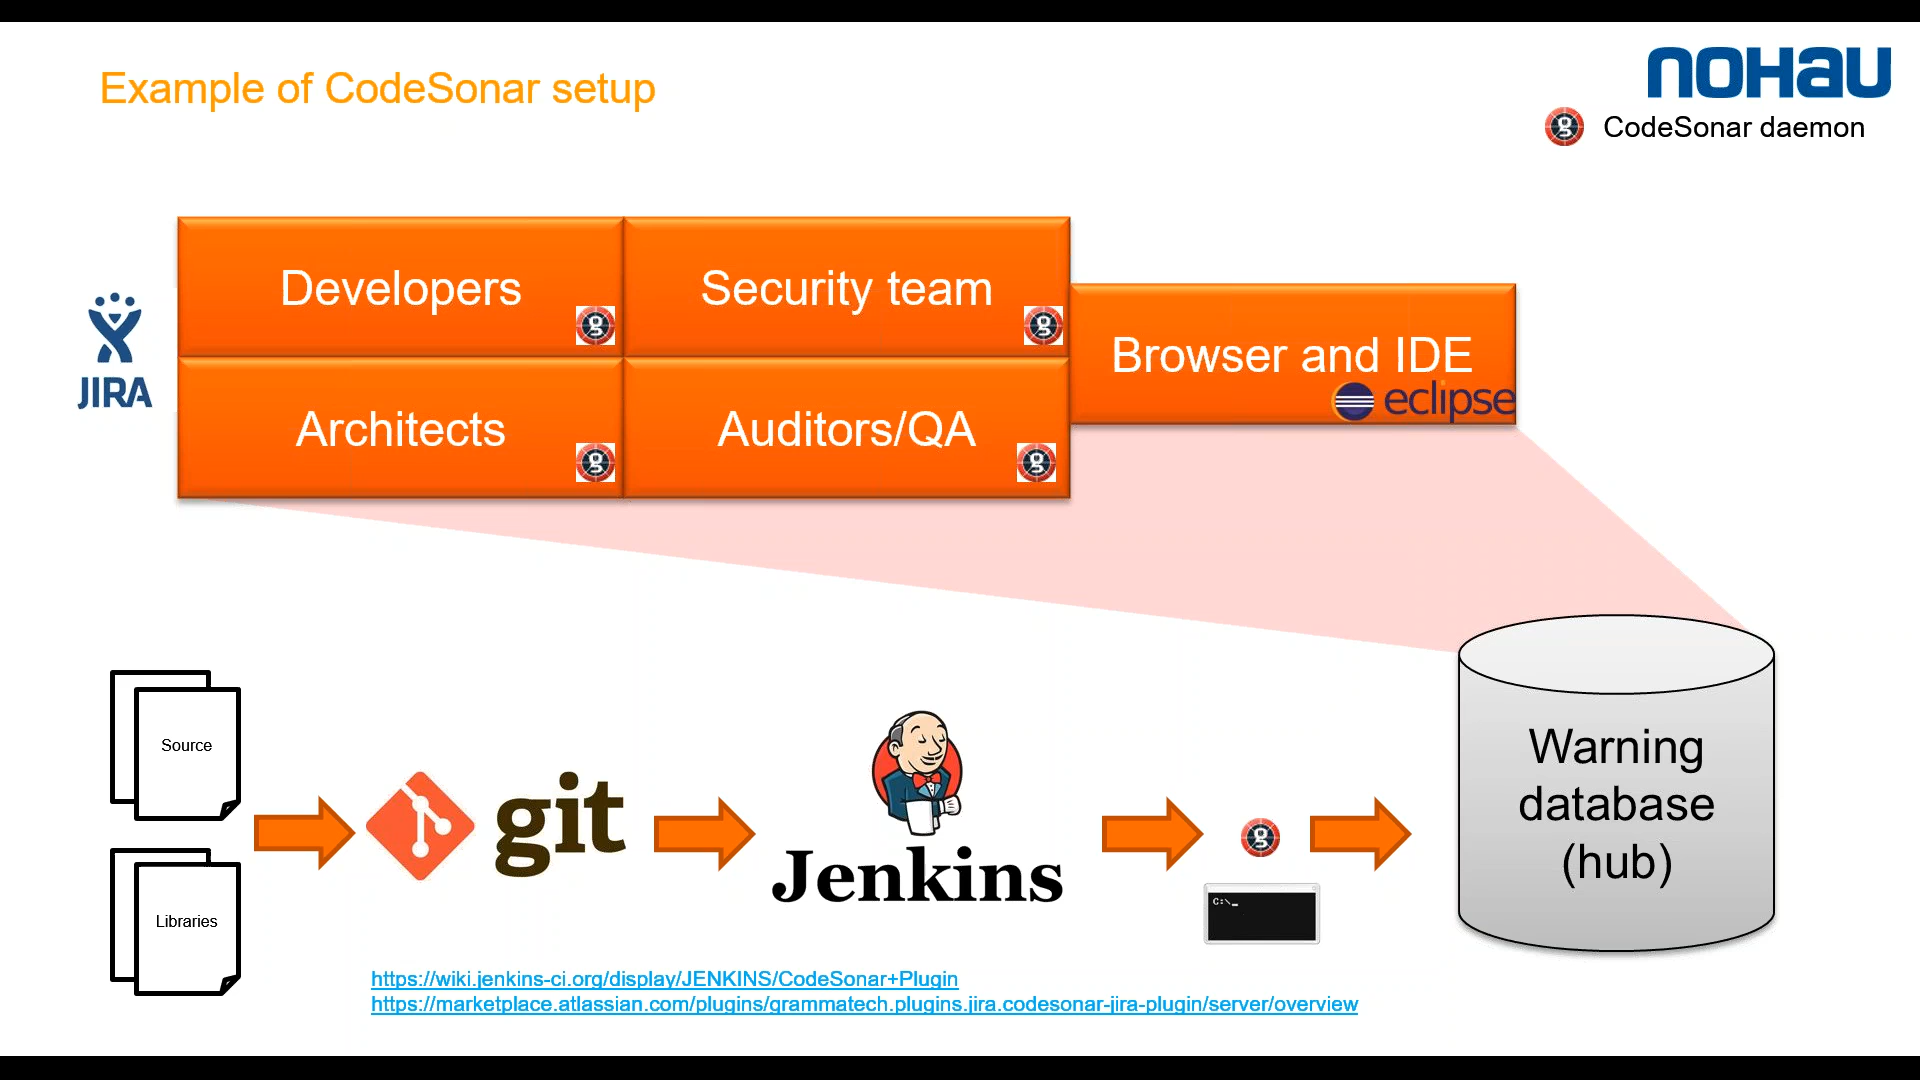 Example of CodeSonar setup
nоHаu
CodeSonar daemon
Developers
Security team
Browser and IDE
eclipse
JIRA
Architects
Auditors/QA
Source
Libraries
git
Jenkins
C:\_
Warning
database
(hub)
https://wiki.jenkins-ci.org/display/JENKINS/CodeSonar+Plugin
https://marketplace.atlassian.com/plugins/grammatech.plugins.jira.codesonar-jira-plugin/server/overview